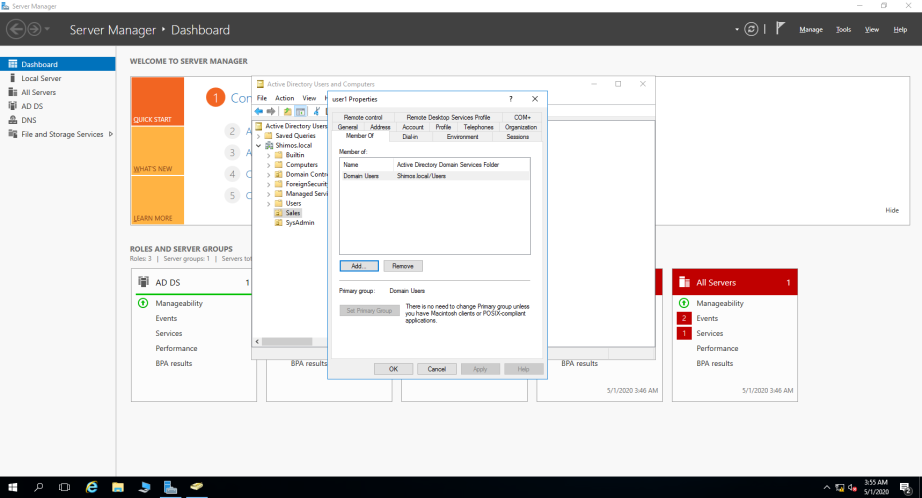 Server Manager
Server Manager • Dashboard
Manage Tools View Help
Dashboard
Local Server
All Servers
AD DS
DNS
File and Storage Services
WELCOME TO SERVER MANAGER
QUICK START
WHAT'S NEW
LEARN MORE
1 Con
2 A
3 A
4 C
5 C
Hide
ROLES AND SERVER GROUPS
Roles: 3 | Server groups: 1 | Servers tot
AD DS 1
Manageability
Events
Services
Performance
BPA results
BPA results
BPA results
5/1/2020 3:46 AM
All Servers 1
Manageability
2 Events
1 Services
Performance
BPA results
5/1/2020 3:46 AM
Active Directory Users and Computers
File Action View H
Active Directory Users
Saved Queries
Shimos.local
Builtin
Computers
Domain Contr
ForeignSecurit
Managed Servi
Users
Sales
SysAdmin
user1 Properties
?
Remote control Remote Desktop Services Profile COM+
General Address Account Profile Telephones Organization
Member Of Dial-in Environment Sessions
Member of:
Name Active Directory Domain Services Folder
Domain Users Shimos.local/Users
Add... Remove
Primary group: Domain Users
Set Primary Group
There is no need to change Primary group unless
you have Macintosh clients or POSIX-compliant
applications.
OK Cancel Apply Help
3:55 AM
5/1/2020